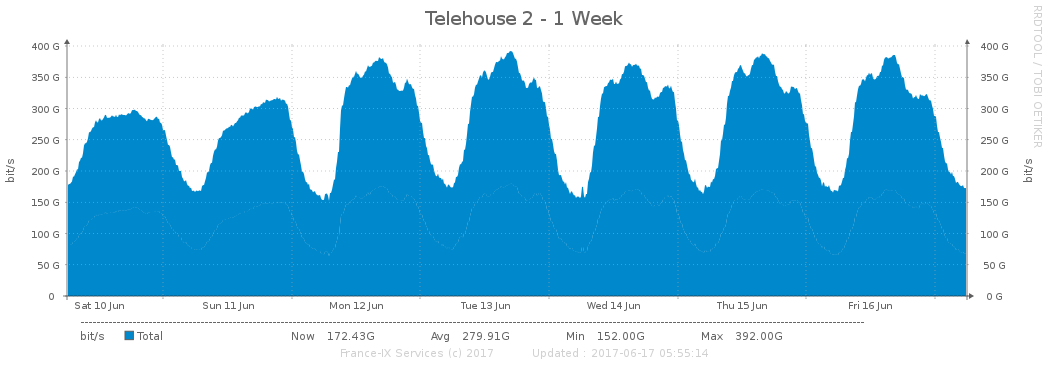 Telehouse 2 - 1 Week
RRDTOOL / TOBI OETIKER
400 G 400 G
350 G 350 G
300 G 300 G
250 G 250 G
200 G 200 G
150 G 150 G
100 G 100 G
50 G 50 G
0 0 G
bit/s bit/s
Sat 10 Jun Sun 11 Jun Mon 12 Jun Tue 13 Jun Wed 14 Jun Thu 15 Jun Fri 16 Jun
bit/s Total Now 172.43G Avg 279.91G Min 152.00G Max 392.00G
France-IX Services (c) 2017 Updated : 2017-06-17 05:55:14